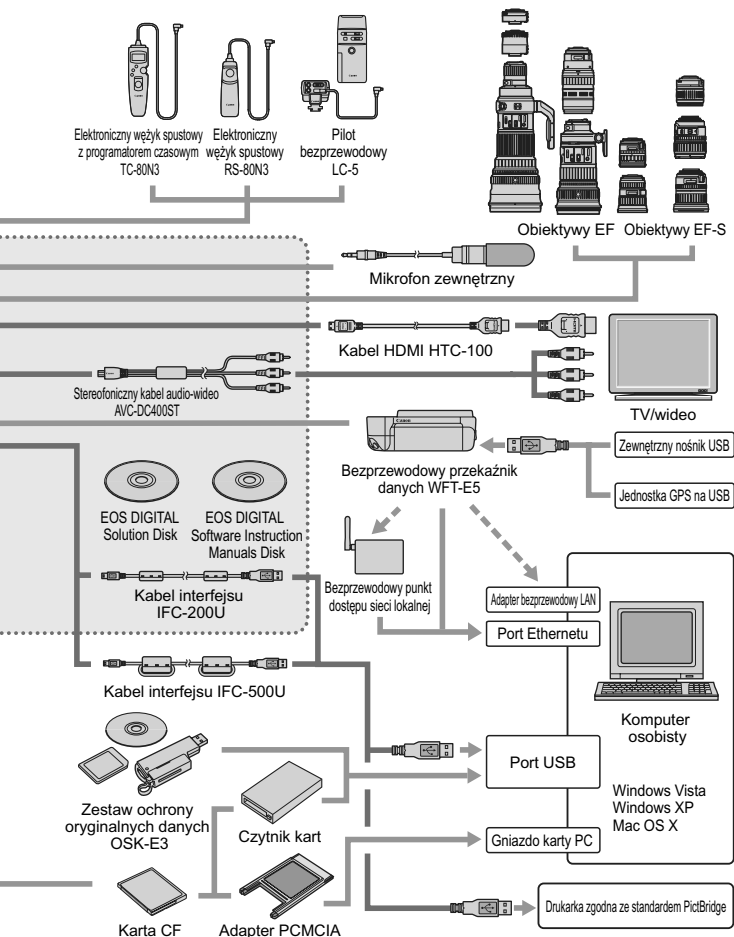 Elektroniczny wężyk spustowy
z programatorem czasowym
TC-80N3
Elektroniczny
wężyk spustowy
RS-80N3
Pilot
bezprzewodowy
LC-5
Obiektywy EF
Obiektywy EF-S
Mikrofon zewnętrzny
Kabel HDMI HTC-100
Stereofoniczny kabel audio-wideo
AVC-DC400ST
TV/wideo
Canon
Bezprzewodowy przekaźnik
danych WFT-E5
Zewnętrzny nośnik USB
Jednostka GPS na USB
EOS DIGITAL
Solution Disk
EOS DIGITAL
Software Instruction
Manuals Disk
Bezprzewodowy punkt
dostępu sieci lokalnej
Adapter bezprzewodowy LAN
Port Ethernetu
Kabel interfejsu
IFC-200U
Kabel interfejsu IFC-500U
Komputer
osobisty
Port USB
Windows Vista
Windows XP
Mac OS X
Zestaw ochrony
oryginalnych danych
OSK-E3
Czytnik kart
Gniazdo karty PC
Karta CF
Adapter PCMCIA
Drukarka zgodna ze standardem PictBridge